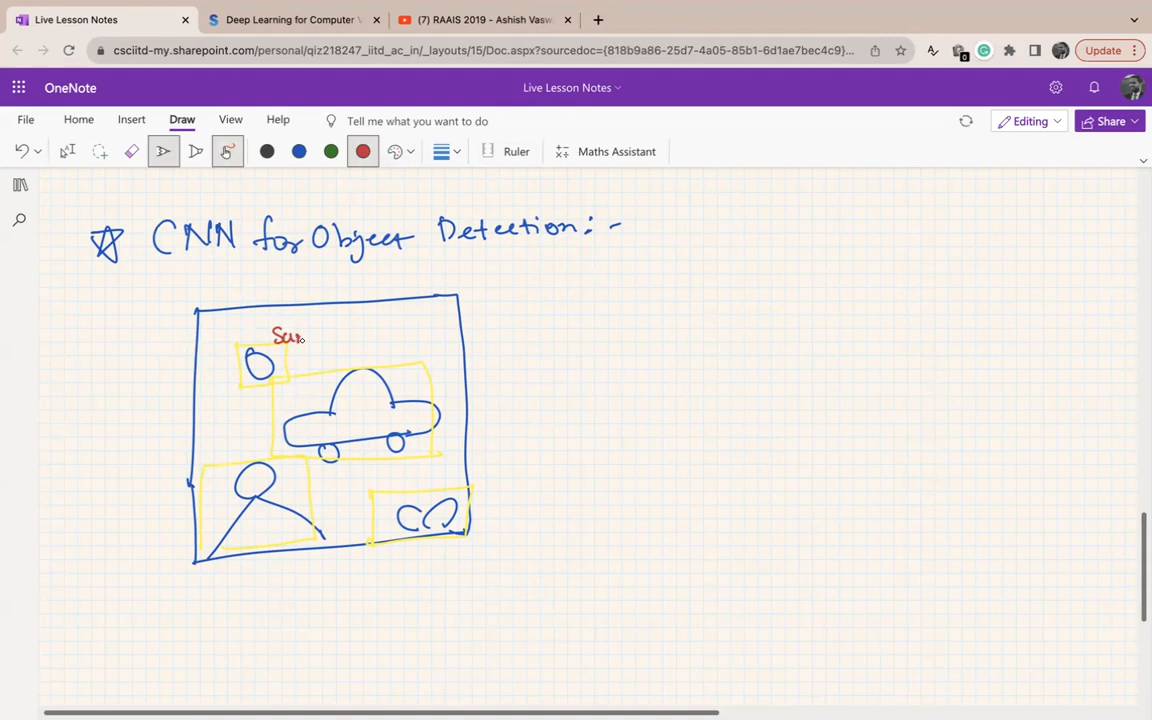 Live Lesson Notes
Deep Learning for Computer V
(7) RAAIS 2019 - Ashish Vasw
csciitd-my.sharepoint.com/personal/qiz218247_iitd_ac_in/_layouts/15/Doc.aspx?sourcedoc={818b9a86-25d7-4a05-85b1-6d1ae7bec4c9}...
0
Update
OneNote
Live Lesson Notes
File Home Insert Draw View Help Tell me what you want to do
Editing
Share
Ruler
Maths Assistant
CNN for Object Detection:-
Sun